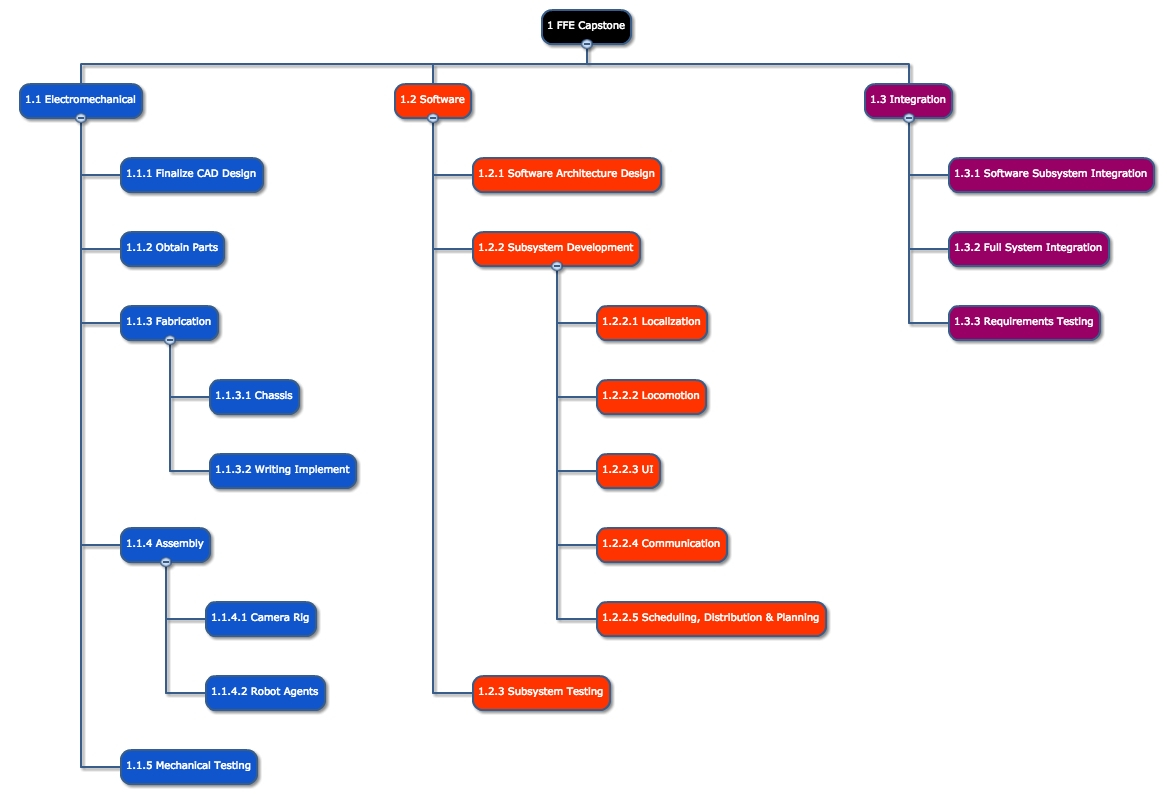 1 FFE Capstone
1.1 Electromechanical
1.1.1 Finalize CAD Design
1.1.2 Obtain Parts
1.1.3 Fabrication
1.1.3.1 Chassis
1.1.3.2 Writing Implement
1.1.4 Assembly
1.1.4.1 Camera Rig
1.1.4.2 Robot Agents
1.1.5 Mechanical Testing
1.2 Software
1.2.1 Software Architecture Design
1.2.2 Subsystem Development
1.2.2.1 Localization
1.2.2.2 Locomotion
1.2.2.3 UI
1.2.2.4 Communication
1.2.2.5 Scheduling, Distribution & Planning
1.2.3 Subsystem Testing
1.3 Integration
1.3.1 Software Subsystem Integration
1.3.2 Full System Integration
1.3.3 Requirements Testing